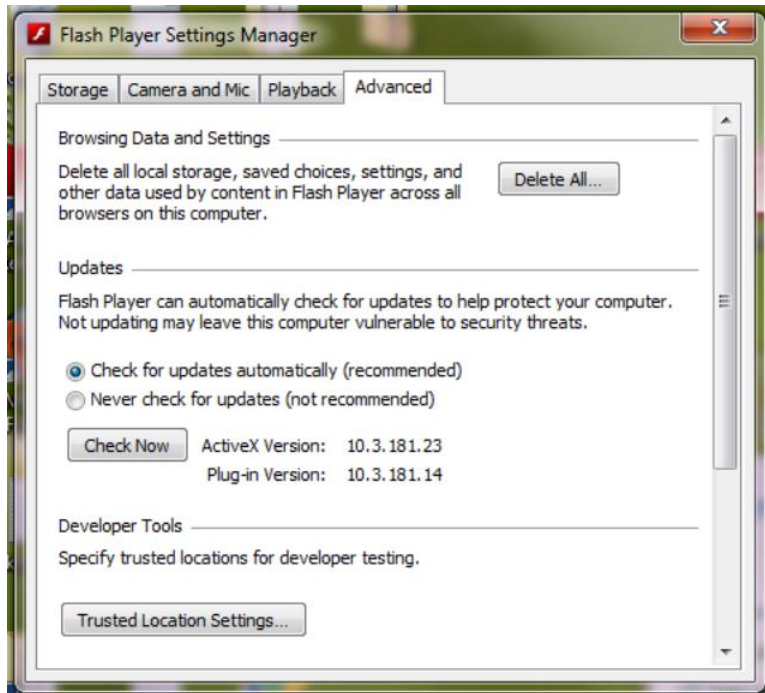 Flash Player Settings Manager
Storage Camera and Mic Playback Advanced
Browsing Data and Settings
Delete all local storage, saved choices, settings, and
other data used by content in Flash Player across all
browsers on this computer.
Delete All...
Updates
Flash Player can automatically check for updates to help protect your computer.
Not updating may leave this computer vulnerable to security threats.
Check for updates automatically (recommended)
Never check for updates (not recommended)
Check Now ActiveX Version: 10.3.181.23
Plug-in Version: 10.3.181.14
Developer Tools
Specify trusted locations for developer testing.
Trusted Location Settings...